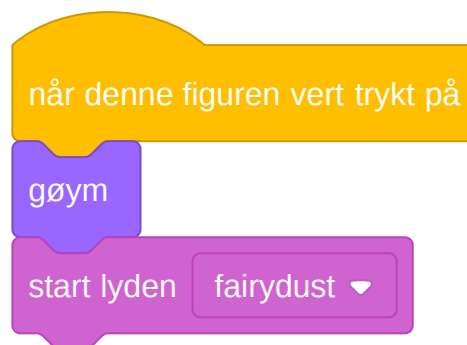 når denne figuren vert trykt på
gøym
start lyden fairydust